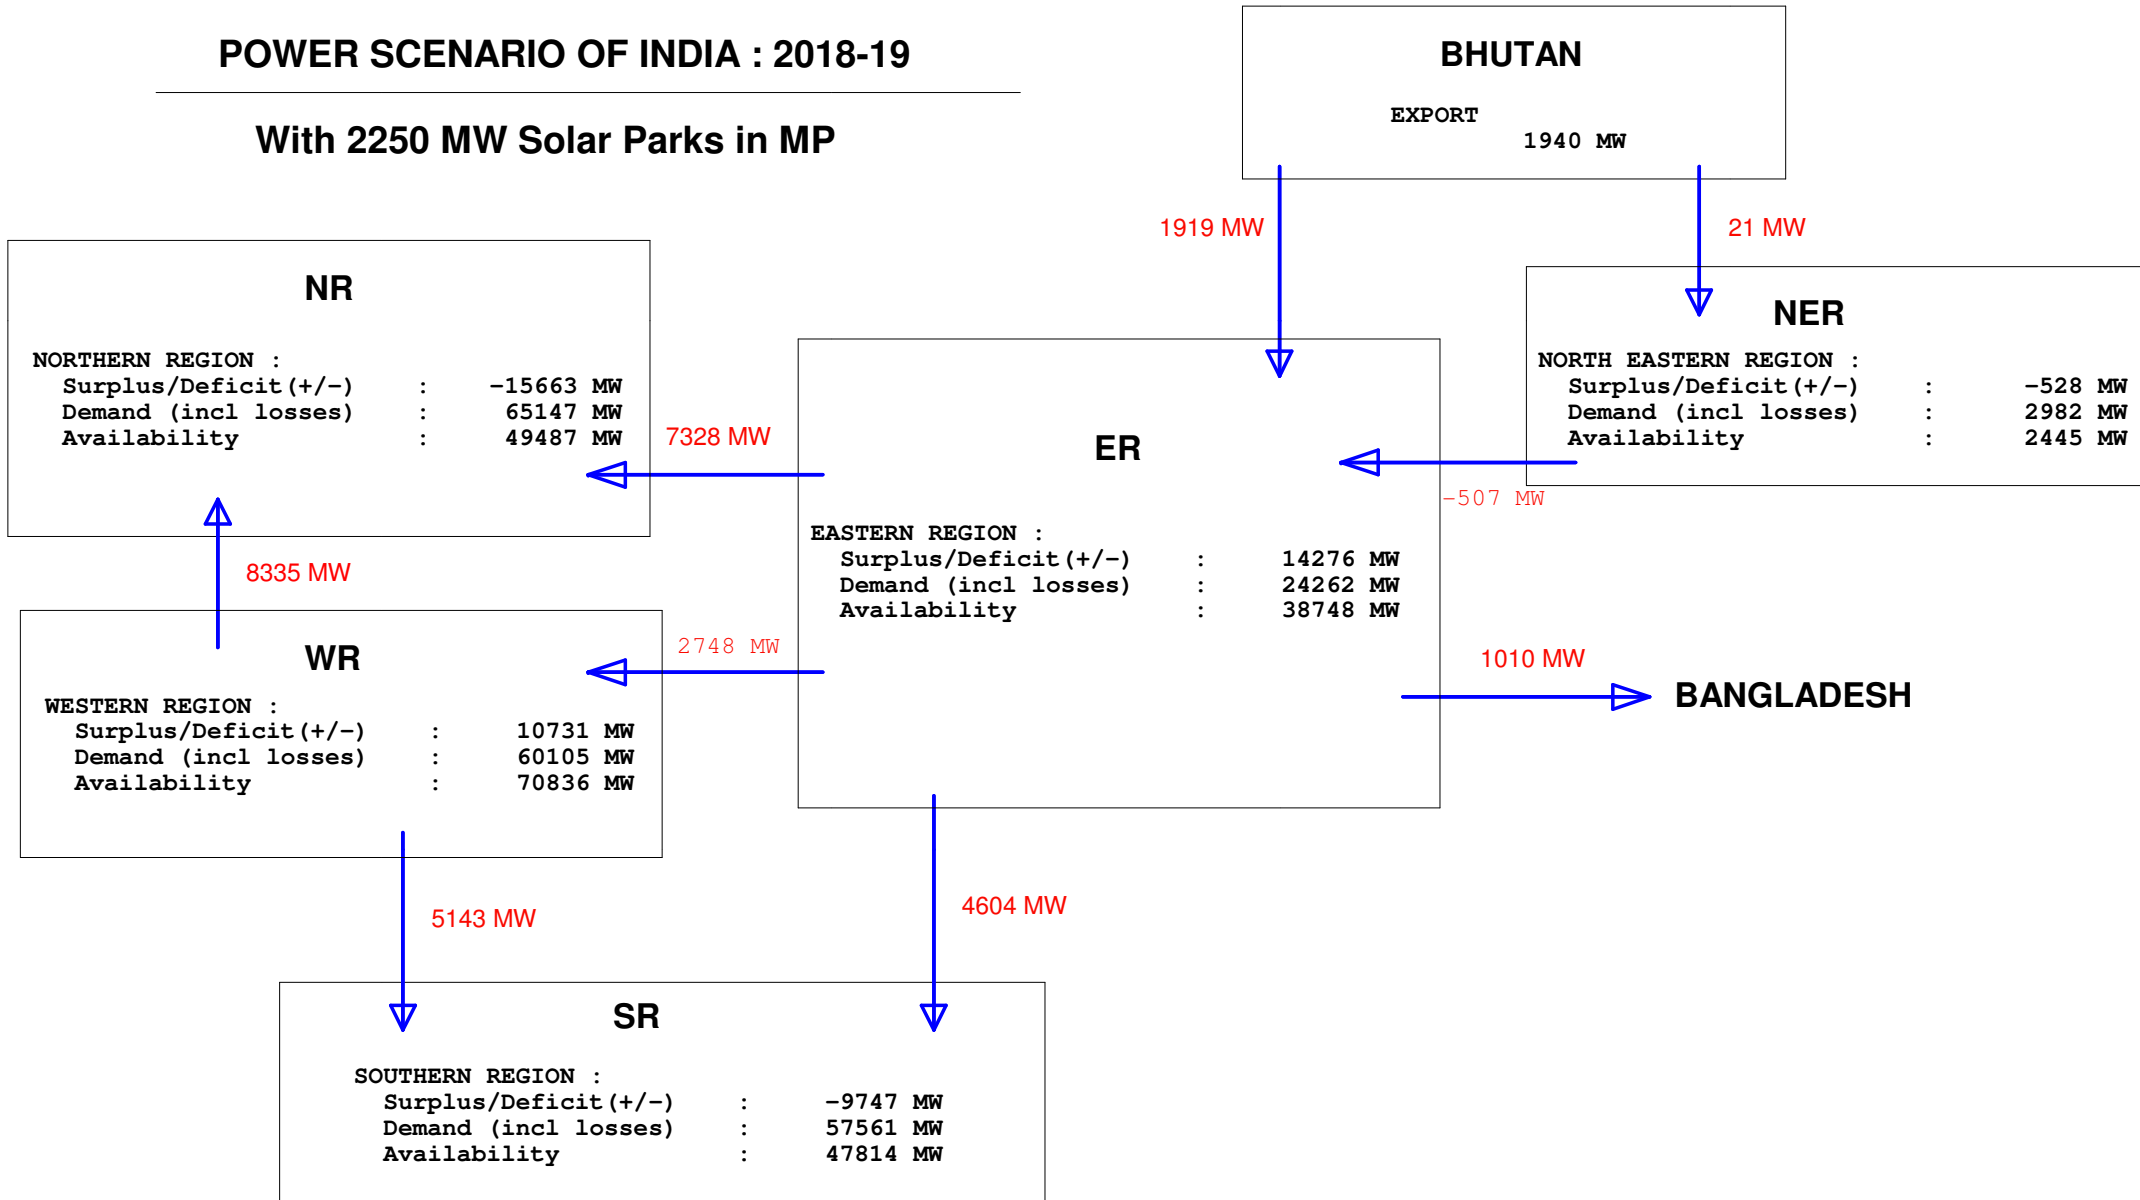 POWER SCENARIO OF INDIA : 2018-19
With 2250 MW Solar Parks in MP
BHUTAN
EXPORT
1940 MW
1919 MW
21 MW
NR
NORTHERN REGION :
Surplus/Deficit(+/-) : -15663 MW
Demand (incl losses) : 65147 MW
Availability : 49487 MW
7328 MW
8335 MW
NER
NORTH EASTERN REGION :
Surplus/Deficit(+/-) : -528 MW
Demand (incl losses) : 2982 MW
Availability : 2445 MW
-507 MW
ER
EASTERN REGION :
Surplus/Deficit(+/-) : 14276 MW
Demand (incl losses) : 24262 MW
Availability : 38748 MW
2748 MW
1010 MW
BANGLADESH
WR
WESTERN REGION :
Surplus/Deficit(+/-) : 10731 MW
Demand (incl losses) : 60105 MW
Availability : 70836 MW
5143 MW
4604 MW
SR
SOUTHERN REGION :
Surplus/Deficit(+/-) : -9747 MW
Demand (incl losses) : 57561 MW
Availability : 47814 MW